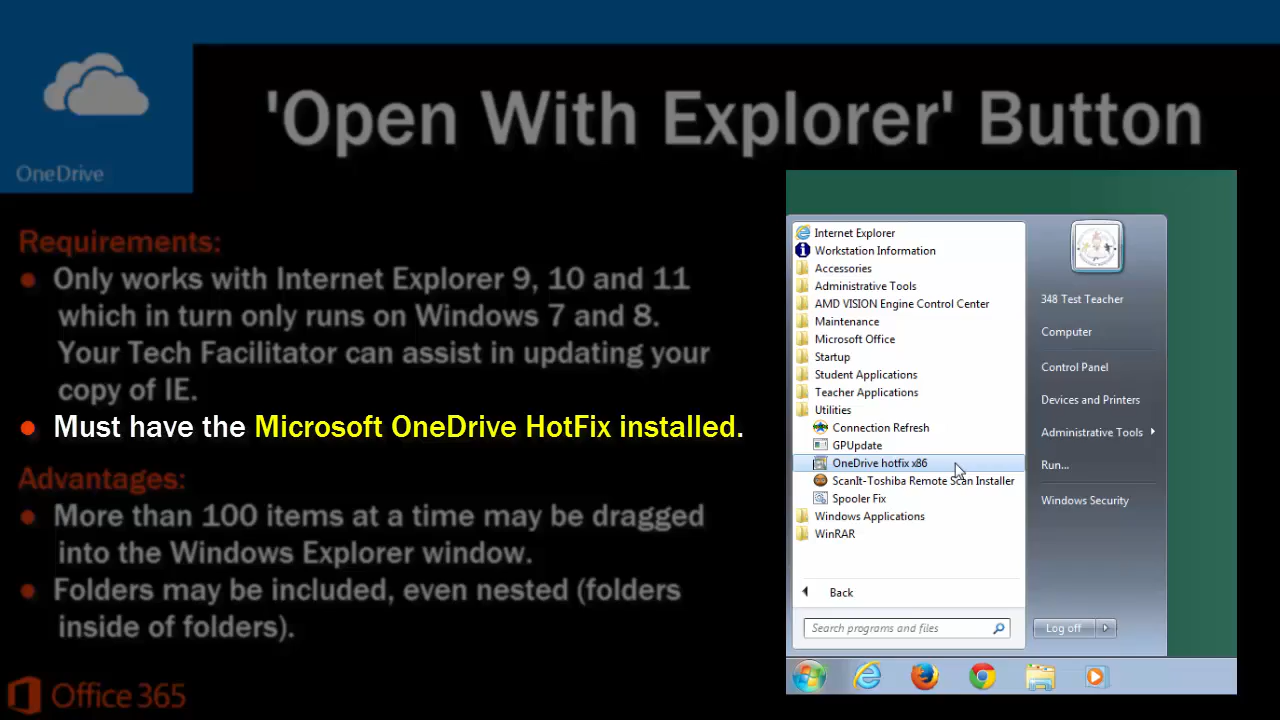 OneDrive
'Open With Explorer' Button
Requirements:
● Only works with Internet Explorer 9, 10 and 11
which in turn only runs on Windows 7 and 8.
Your Tech Facilitator can assist in updating your
copy of IE.
● Must have the Microsoft OneDrive HotFix installed.
Advantages:
● More than 100 items at a time may be dragged
into the Windows Explorer window.
● Folders may be included, even nested (folders
inside of folders).
Office 365
Internet Explorer
Workstation Information
Accessories
Administrative Tools
AMD VISION Engine Control Center
Maintenance
Microsoft Office
Startup
Student Applications
Teacher Applications
Utilities
Connection Refresh
GPUpdate
OneDrive hotfix x86
ScanIt-Toshiba Remote Scan Installer
Spooler Fix
Windows Applications
WinRAR
Back
Search programs and files
348 Test Teacher
Computer
Control Panel
Devices and Printers
Administrative Tools
Run...
Windows Security
Log off